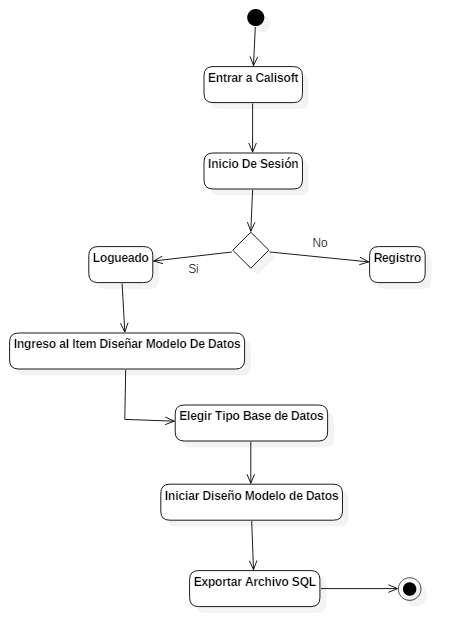 Entrar a Calisoft
Inicio De Sesión
No
Logueado
Si
Registro
Ingreso al Item Diseñar Modelo De Datos
Elegir Tipo Base de Datos
Iniciar Diseño Modelo de Datos
Exportar Archivo SQL